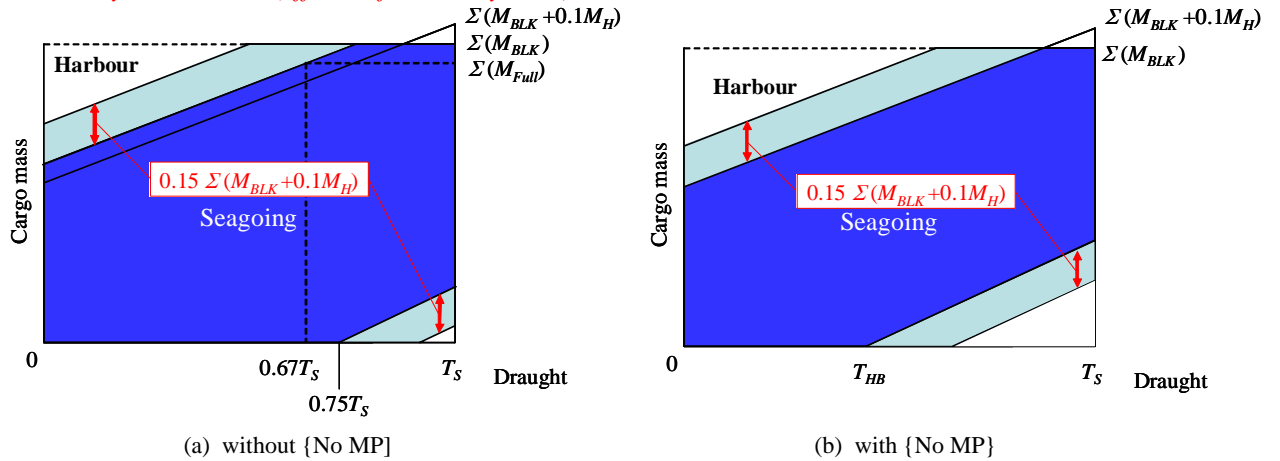 Σ(M_BLK+0.1M_H)
Σ(M_BLK)
Σ(M_Full)
Harbour
Cargo mass
0.15 Σ(M_BLK+0.1M_H)
Seagoing
0
0.67T_S
T_S
Draught
0.75T_S
(a) without {No MP]
Σ(M_BLK+0.1M_H)
Σ(M_BLK)
Harbour
Cargo mass
0.15 Σ(M_BLK+0.1M_H)
Seagoing
0
T_HB
T_S
Draught
(b) with {No MP}